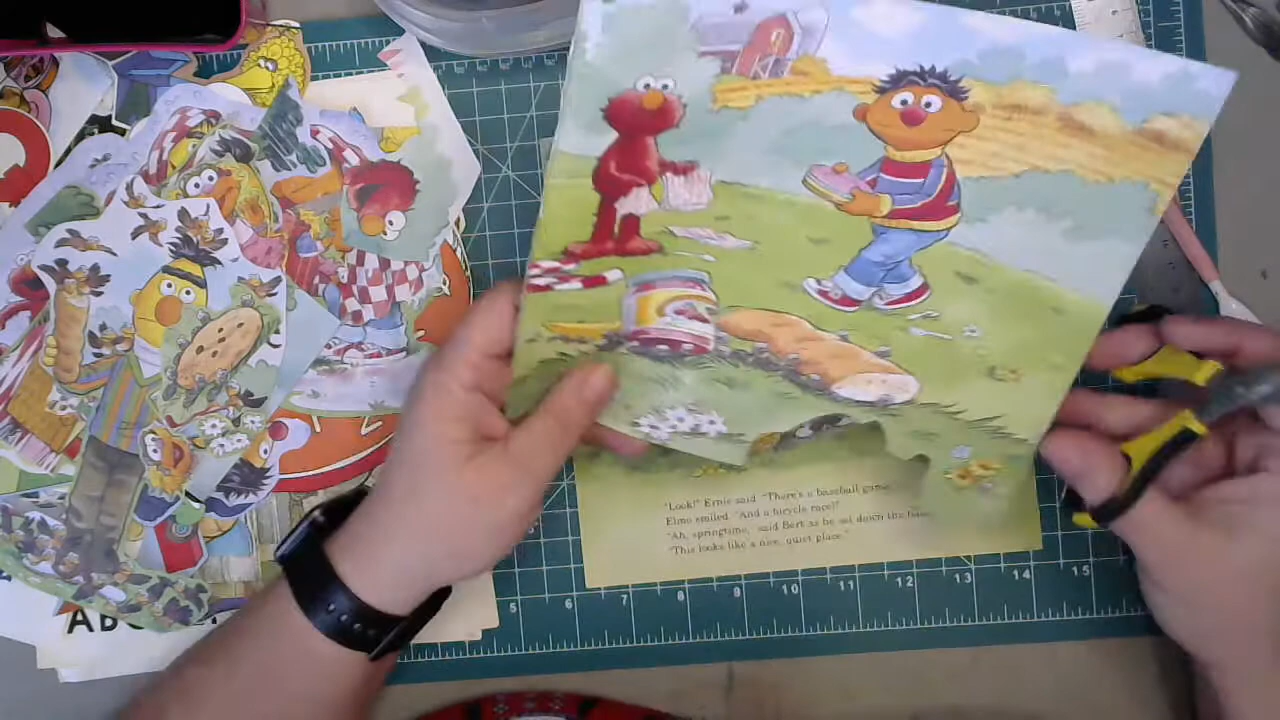 "Look!" Ernie said. "There's a baseball game.
Elmo smiled. "And a bicycle race!"
"Ah, springtime," said Bert as he sat down the
"This looks like a nice, quiet place."
5 6 7 8 9 10 11 12 13 14 15
AB